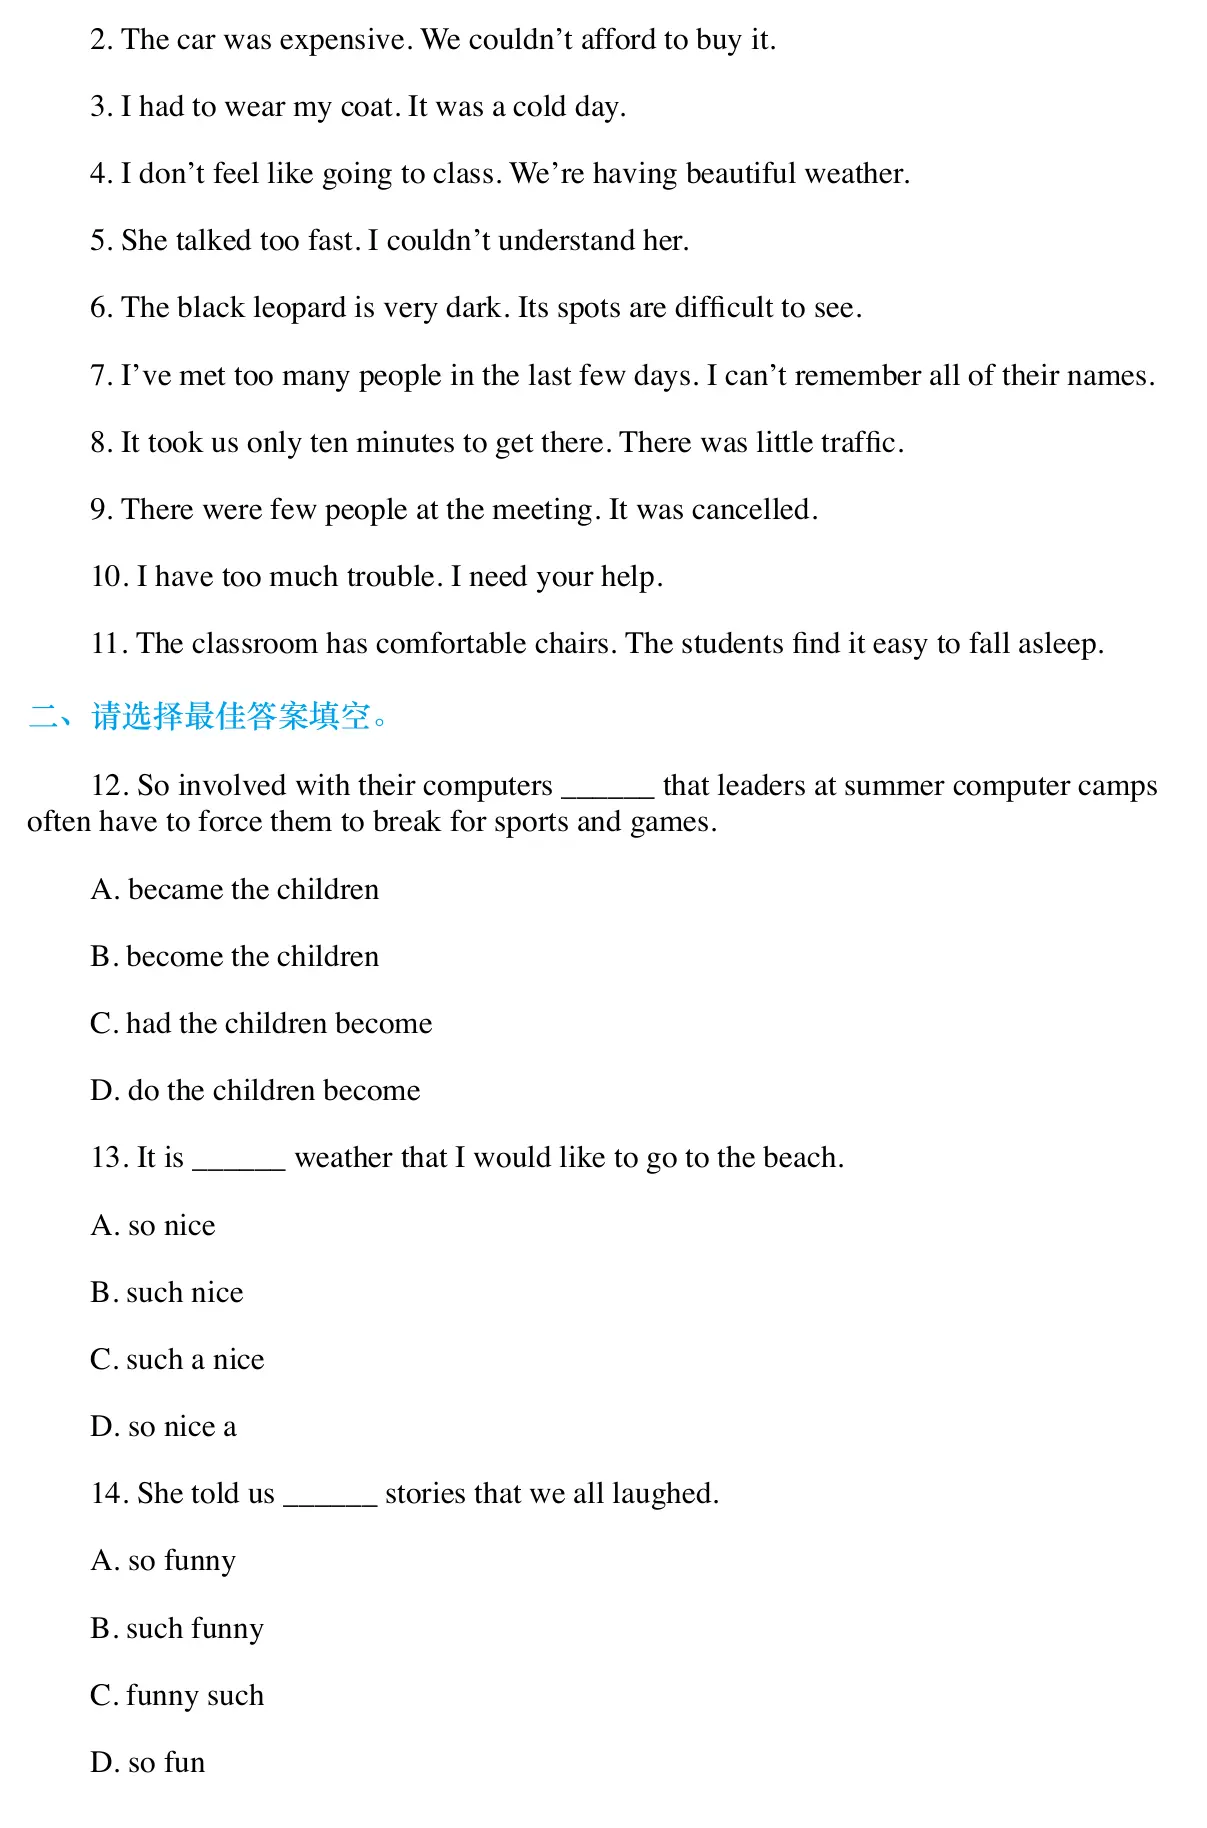 2. The car was expensive. We couldn’t afford to buy it.
3. I had to wear my coat. It was a cold day.
4. I don’t feel like going to class. We’re having beautiful weather.
5. She talked too fast. I couldn’t understand her.
6. The black leopard is very dark. Its spots are difficult to see.
7. I’ve met too many people in the last few days. I can’t remember all of their names.
8. It took us only ten minutes to get there. There was little traffic.
9. There were few people at the meeting. It was cancelled.
10. I have too much trouble. I need your help.
11. The classroom has comfortable chairs. The students find it easy to fall asleep.
二、请选择最佳答案填空。
12. So involved with their computers ______ that leaders at summer computer camps
often have to force them to break for sports and games.
A. became the children
B. become the children
C. had the children become
D. do the children become
13. It is ______ weather that I would like to go to the beach.
A. so nice
B. such nice
C. such a nice
D. so nice a
14. She told us ______ stories that we all laughed.
A. so funny
B. such funny
C. funny such
D. so fun